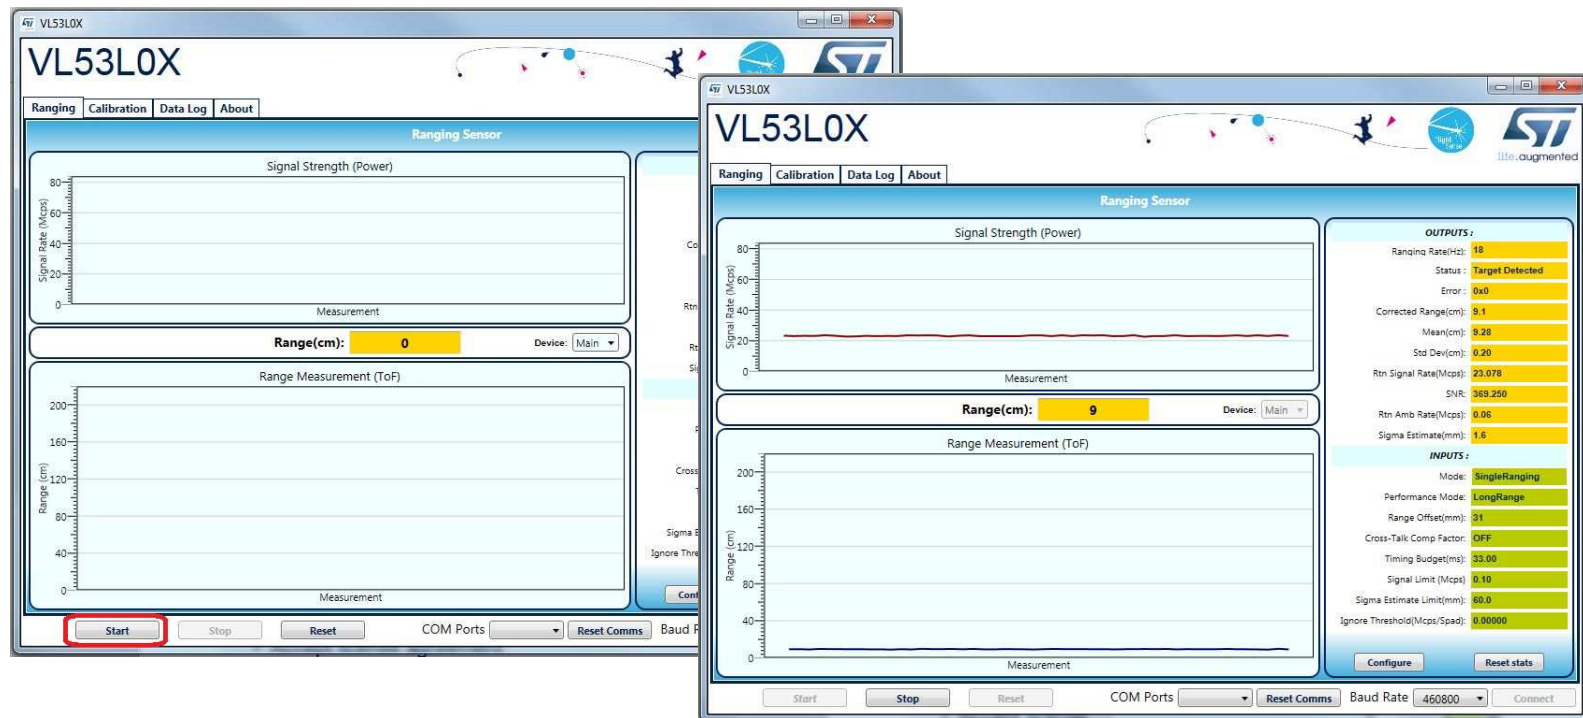 VL53L0X
VL53L0X
Ranging Calibration Data Log About
Ranging Sensor
Signal Strength (Power)
80
60
40
20
0
Signal Rate (Mcps)
Measurement
Range(cm): 0 Device: Main
Range Measurement (ToF)
200
160
120
80
40
0
Range (cm)
Measurement
Co
Rtn
Rt
Cross
Sigma
Ignore Thre
Start Stop Reset COM Ports Reset Comms Baud
VL53L0X
VL53L0X
life.augmented
Ranging Calibration Data Log About
Ranging Sensor
Signal Strength (Power)
80
60
40
20
0
Signal Rate (Mcps)
Measurement
Range(cm): 9 Device: Main
Range Measurement (ToF)
200
160
120
80
40
0
Range (cm)
Measurement
OUTPUTS :
Ranging Rate(Hz): 18
Status : Target Detected
Error : 0x0
Corrected Range(cm): 9.1
Mean(cm): 9.28
Std Dev(cm): 0.20
Rtn Signal Rate(Mcps): 23.078
SNR: 369.250
Rtn Amb Rate(Mcps): 0.06
Sigma Estimate(mm): 1.6
INPUTS :
Mode: SingleRanging
Performance Mode: LongRange
Range Offset(mm): 31
Cross-Talk Comp Factor: OFF
Timing Budget(ms): 33.00
Signal Limit (Mcps) 0.10
Sigma Estimate Limit(mm): 60.0
Ignore Threshold(Mcps/Spad): 0.00000
Configure Reset stats
Start Stop Reset COM Ports Reset Comms Baud Rate 460800 Connect